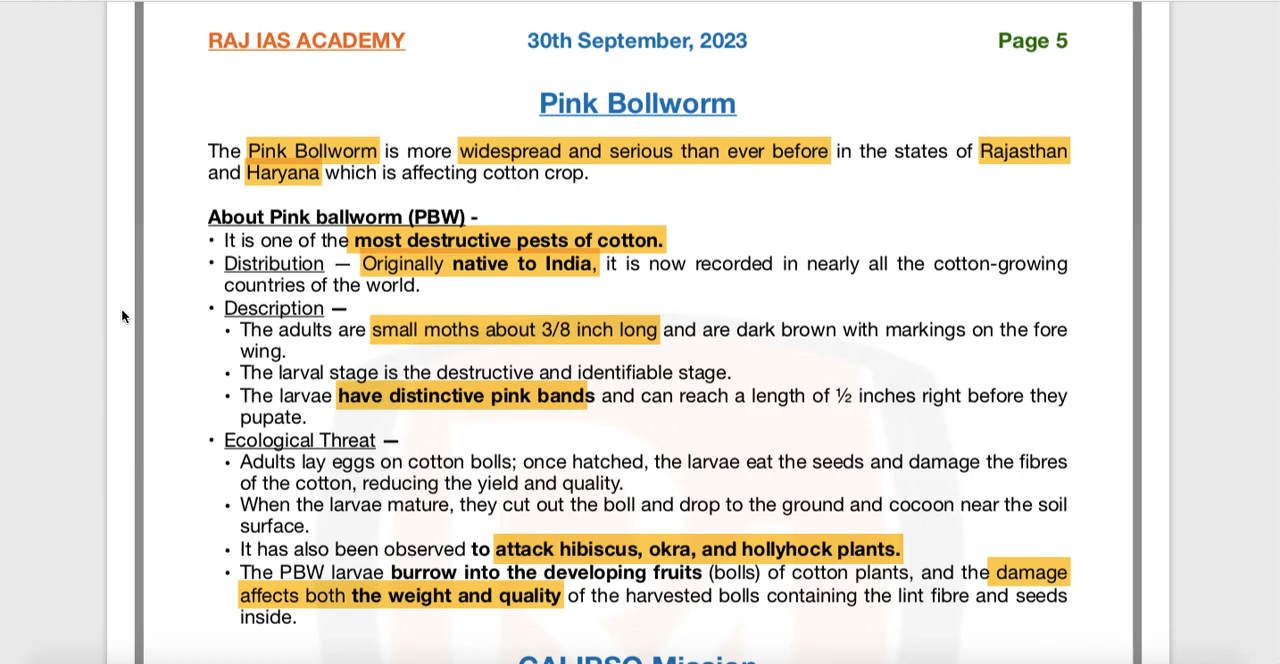 RAJ IAS ACADEMY 30th September, 2023 Page 5
Pink Bollworm
The Pink Bollworm is more widespread and serious than ever before in the states of Rajasthan
and Haryana which is affecting cotton crop.
About Pink ballworm (PBW) -
• It is one of the most destructive pests of cotton.
• Distribution — Originally native to India, it is now recorded in nearly all the cotton-growing
countries of the world.
• Description —
• The adults are small moths about 3/8 inch long and are dark brown with markings on the fore
wing.
• The larval stage is the destructive and identifiable stage.
• The larvae have distinctive pink bands and can reach a length of ½ inches right before they
pupate.
• Ecological Threat —
• Adults lay eggs on cotton bolls; once hatched, the larvae eat the seeds and damage the fibres
of the cotton, reducing the yield and quality.
• When the larvae mature, they cut out the boll and drop to the ground and cocoon near the soil
surface.
• It has also been observed to attack hibiscus, okra, and hollyhock plants.
• The PBW larvae burrow into the developing fruits (bolls) of cotton plants, and the damage
affects both the weight and quality of the harvested bolls containing the lint fibre and seeds
inside.
CALIPSO Mission